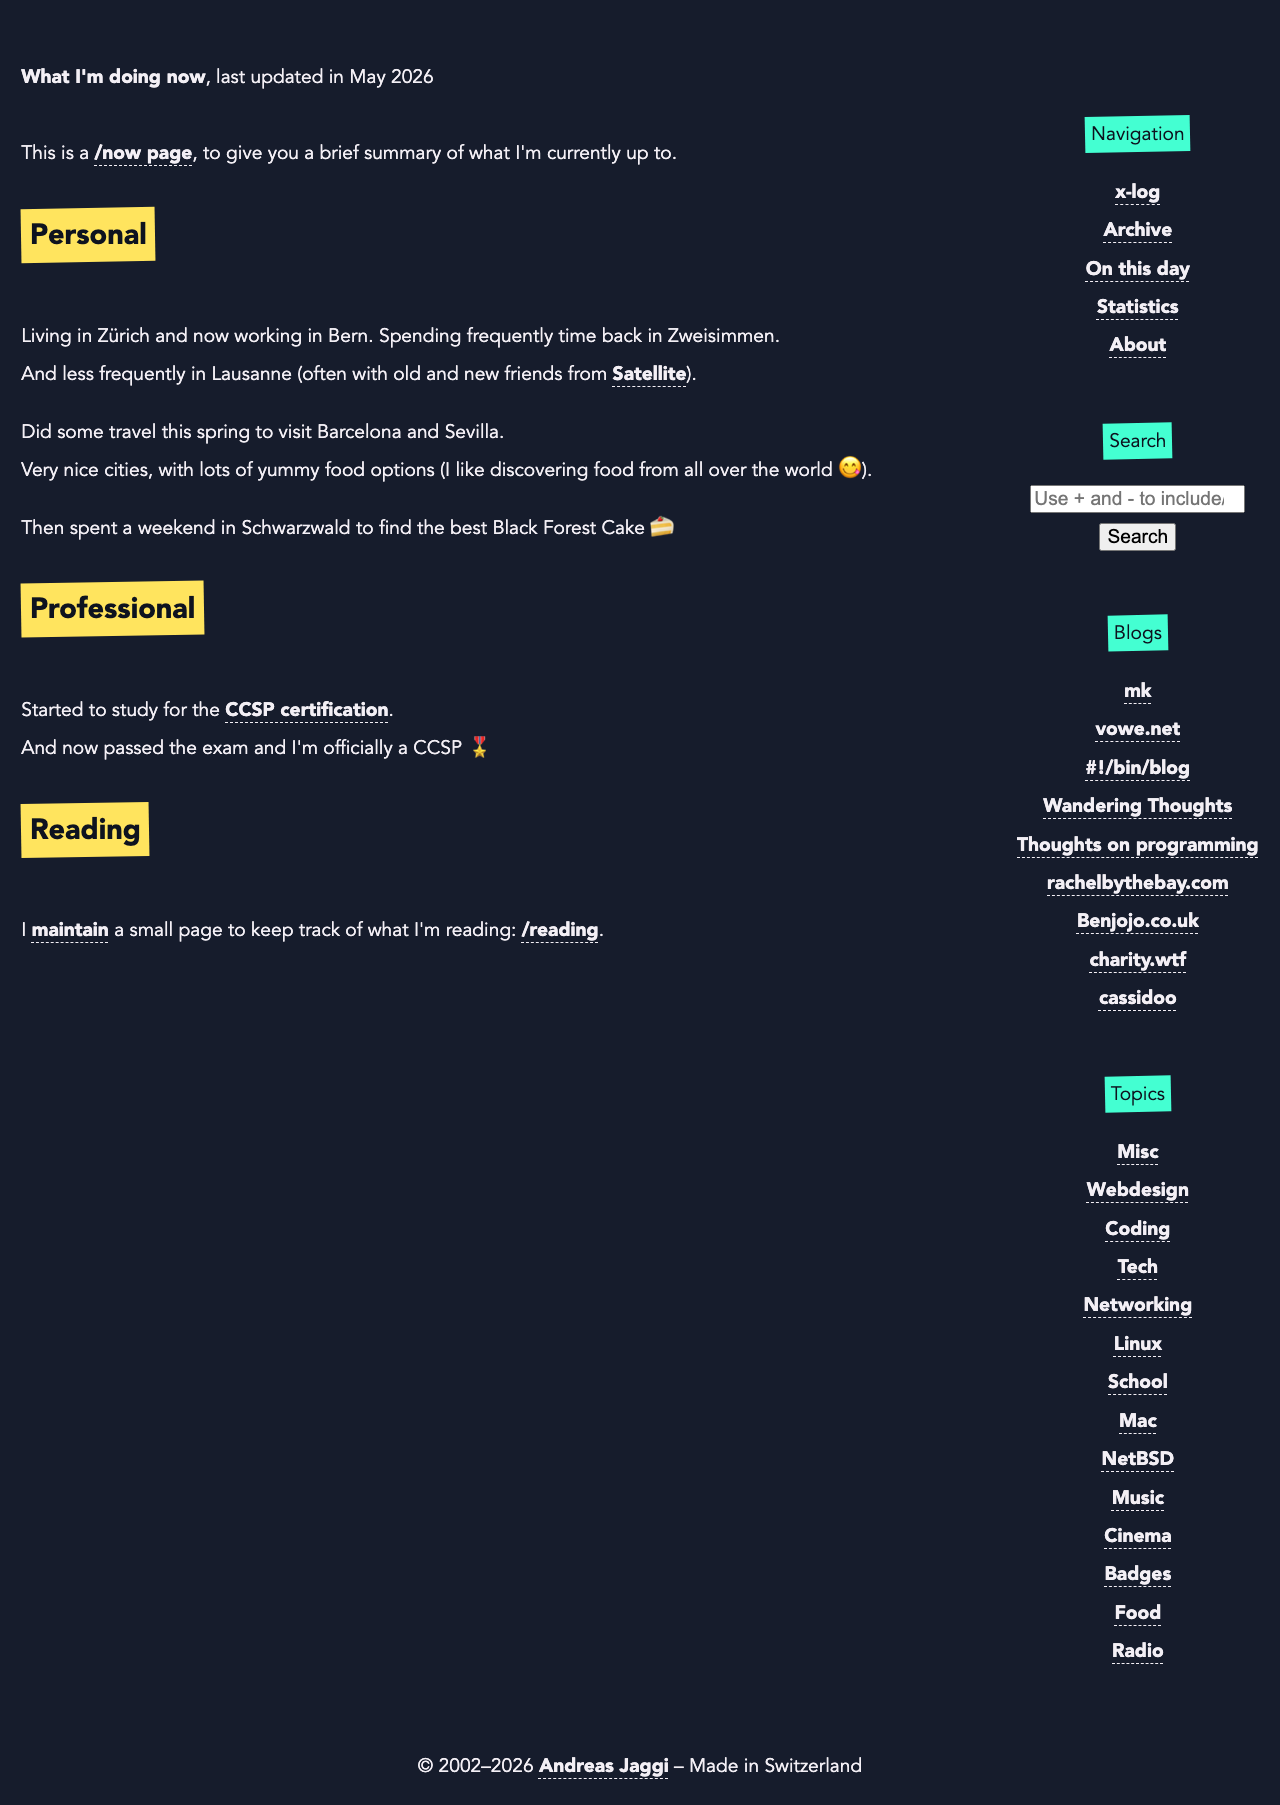 What I'm doing now, last updated in May 2026
This is a /now page, to give you a brief summary of what I'm currently up to.
Personal
Living in Zürich and now working in Bern. Spending frequently time back in Zweisimmen.
And less frequently in Lausanne (often with old and new friends from Satellite).
Did some travel this spring to visit Barcelona and Sevilla.
Very nice cities, with lots of yummy food options (I like discovering food from all over the world 😋).
Then spent a weekend in Schwarzwald to find the best Black Forest Cake 🍰
Professional
Started to study for the CCSP certification.
And now passed the exam and I'm officially a CCSP 🎖️
Reading
I maintain a small page to keep track of what I'm reading: /reading.
Navigation
x-log
Archive
On this day
Statistics
About
Search
Use + and - to include/
Search
Blogs
mk
vowe.net
#!/bin/blog
Wandering Thoughts
Thoughts on programming
rachelbythebay.com
Benjojo.co.uk
charity.wtf
cassidoo
Topics
Misc
Webdesign
Coding
Tech
Networking
Linux
School
Mac
NetBSD
Music
Cinema
Badges
Food
Radio
© 2002–2026 Andreas Jaggi – Made in Switzerland